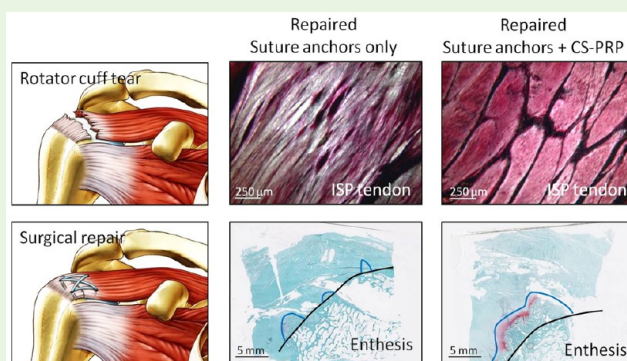 Repaired
Suture anchors only
Repaired
Suture anchors + CS-PRP
Rotator cuff tear
250 µm
ISP tendon
250 µm
ISP tendon
Surgical repair
5 mm
Enthesis
5 mm
Enthesis